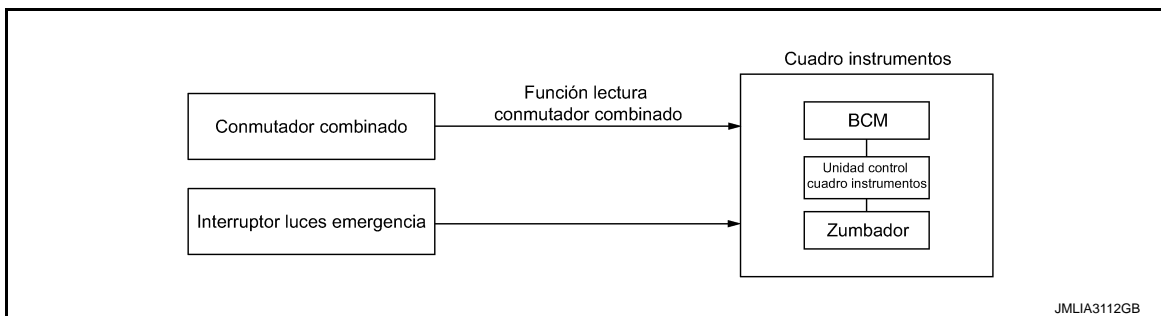 Cuadro instrumentos
Función lectura
conmutador combinado
Conmutador combinado
BCM
Unidad control
cuadro instrumentos
Interruptor luces emergencia
Zumbador
JMLIA3112GB